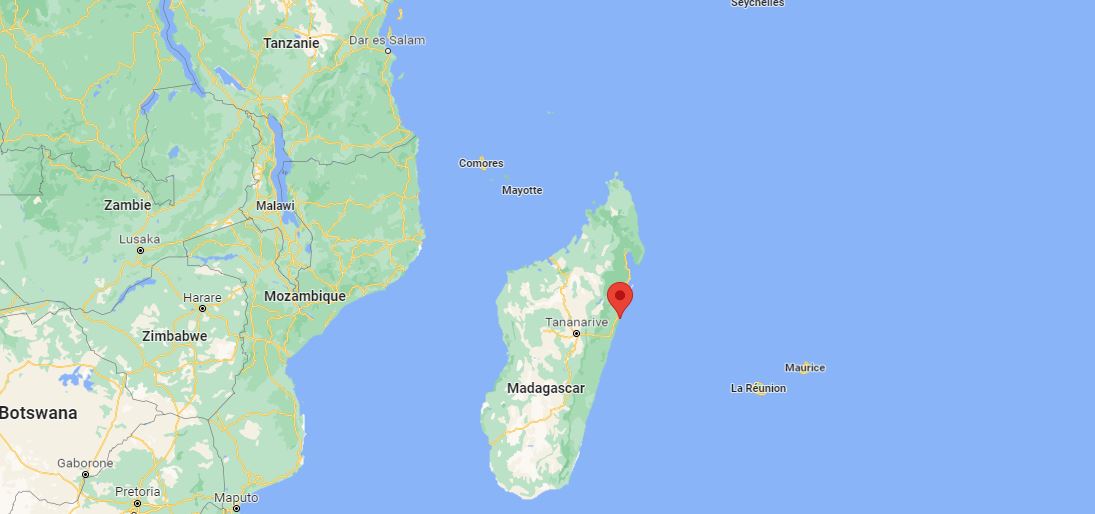 Seychelles
Tanzanie
Dar es Salam
Comores
Mayotte
Zambie
Malawi
Lusaka
Harare
Mozambique
Tananarive
Zimbabwe
Maurice
Madagascar
La Réunion
Botswana
Gaborone
Pretoria
Maputo